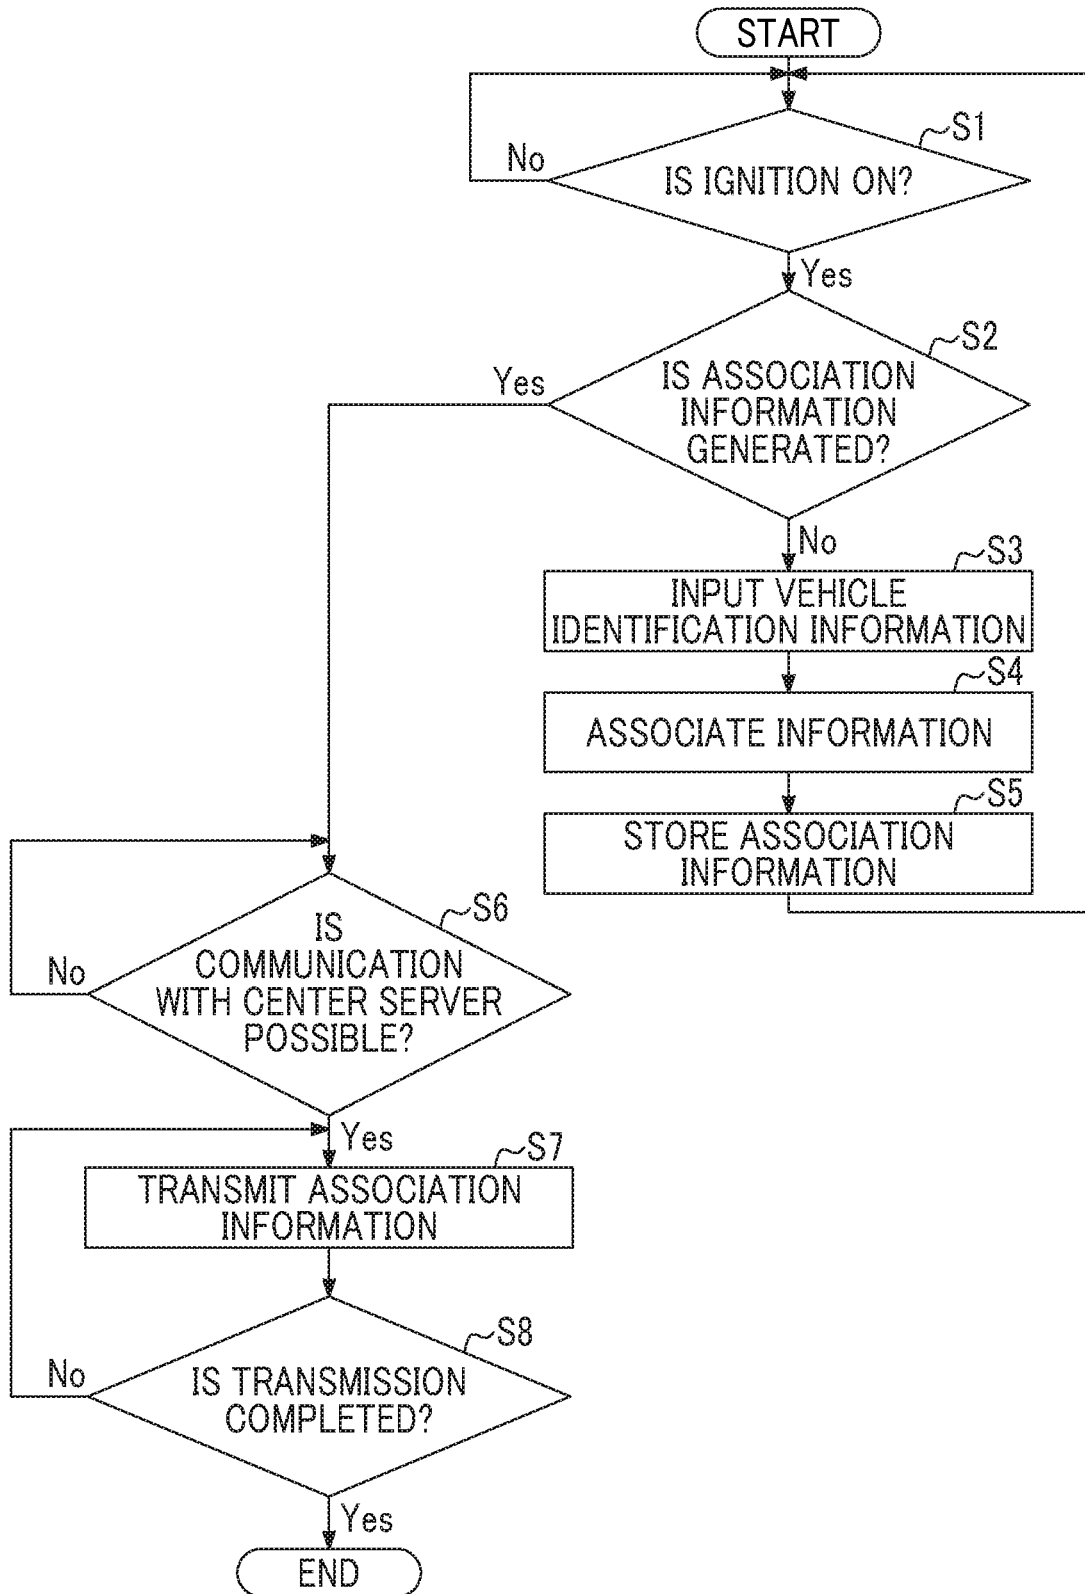 START
S1
No
IS IGNITION ON?
Yes
S2
Yes
IS ASSOCIATION
INFORMATION
GENERATED?
No
S3
INPUT VEHICLE
IDENTIFICATION INFORMATION
S4
ASSOCIATE INFORMATION
S5
STORE ASSOCIATION
INFORMATION
S6
IS
COMMUNICATION
WITH CENTER SERVER
POSSIBLE?
No
Yes
S7
TRANSMIT ASSOCIATION
INFORMATION
S8
No
IS TRANSMISSION
COMPLETED?
Yes
END